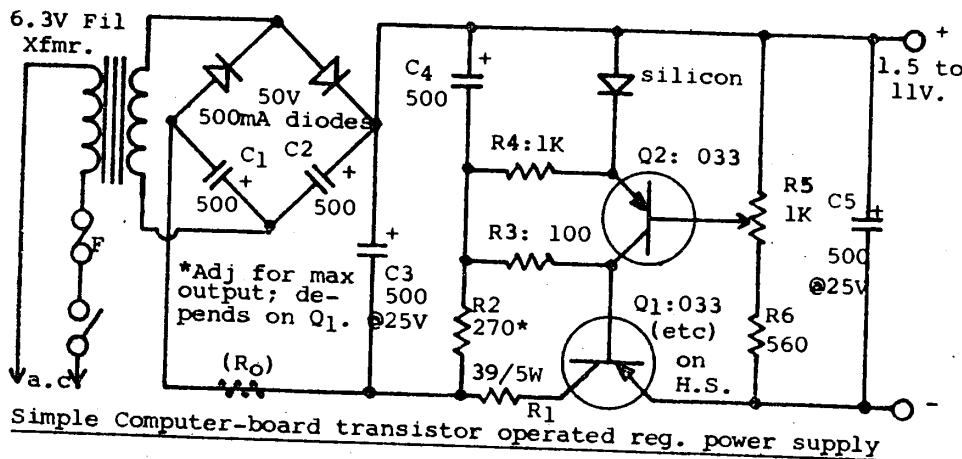 6.3V Fil
Xfmr.
50V
500mA diodes
C1
C2
500
500
F
a.c.
*Adj for max
output; de-
pends on Q1.
(Ro)
C3
500
@25V
C4
500
R4:1K
R3: 100
R2
270*
39/5W
R1
silicon
Q2: 033
Q1:033
(etc)
on
H.S.
R5
1K
R6
560
C5
500
@25V
+
1.5 to
11V.
-
Simple Computer-board transistor operated reg. power supply